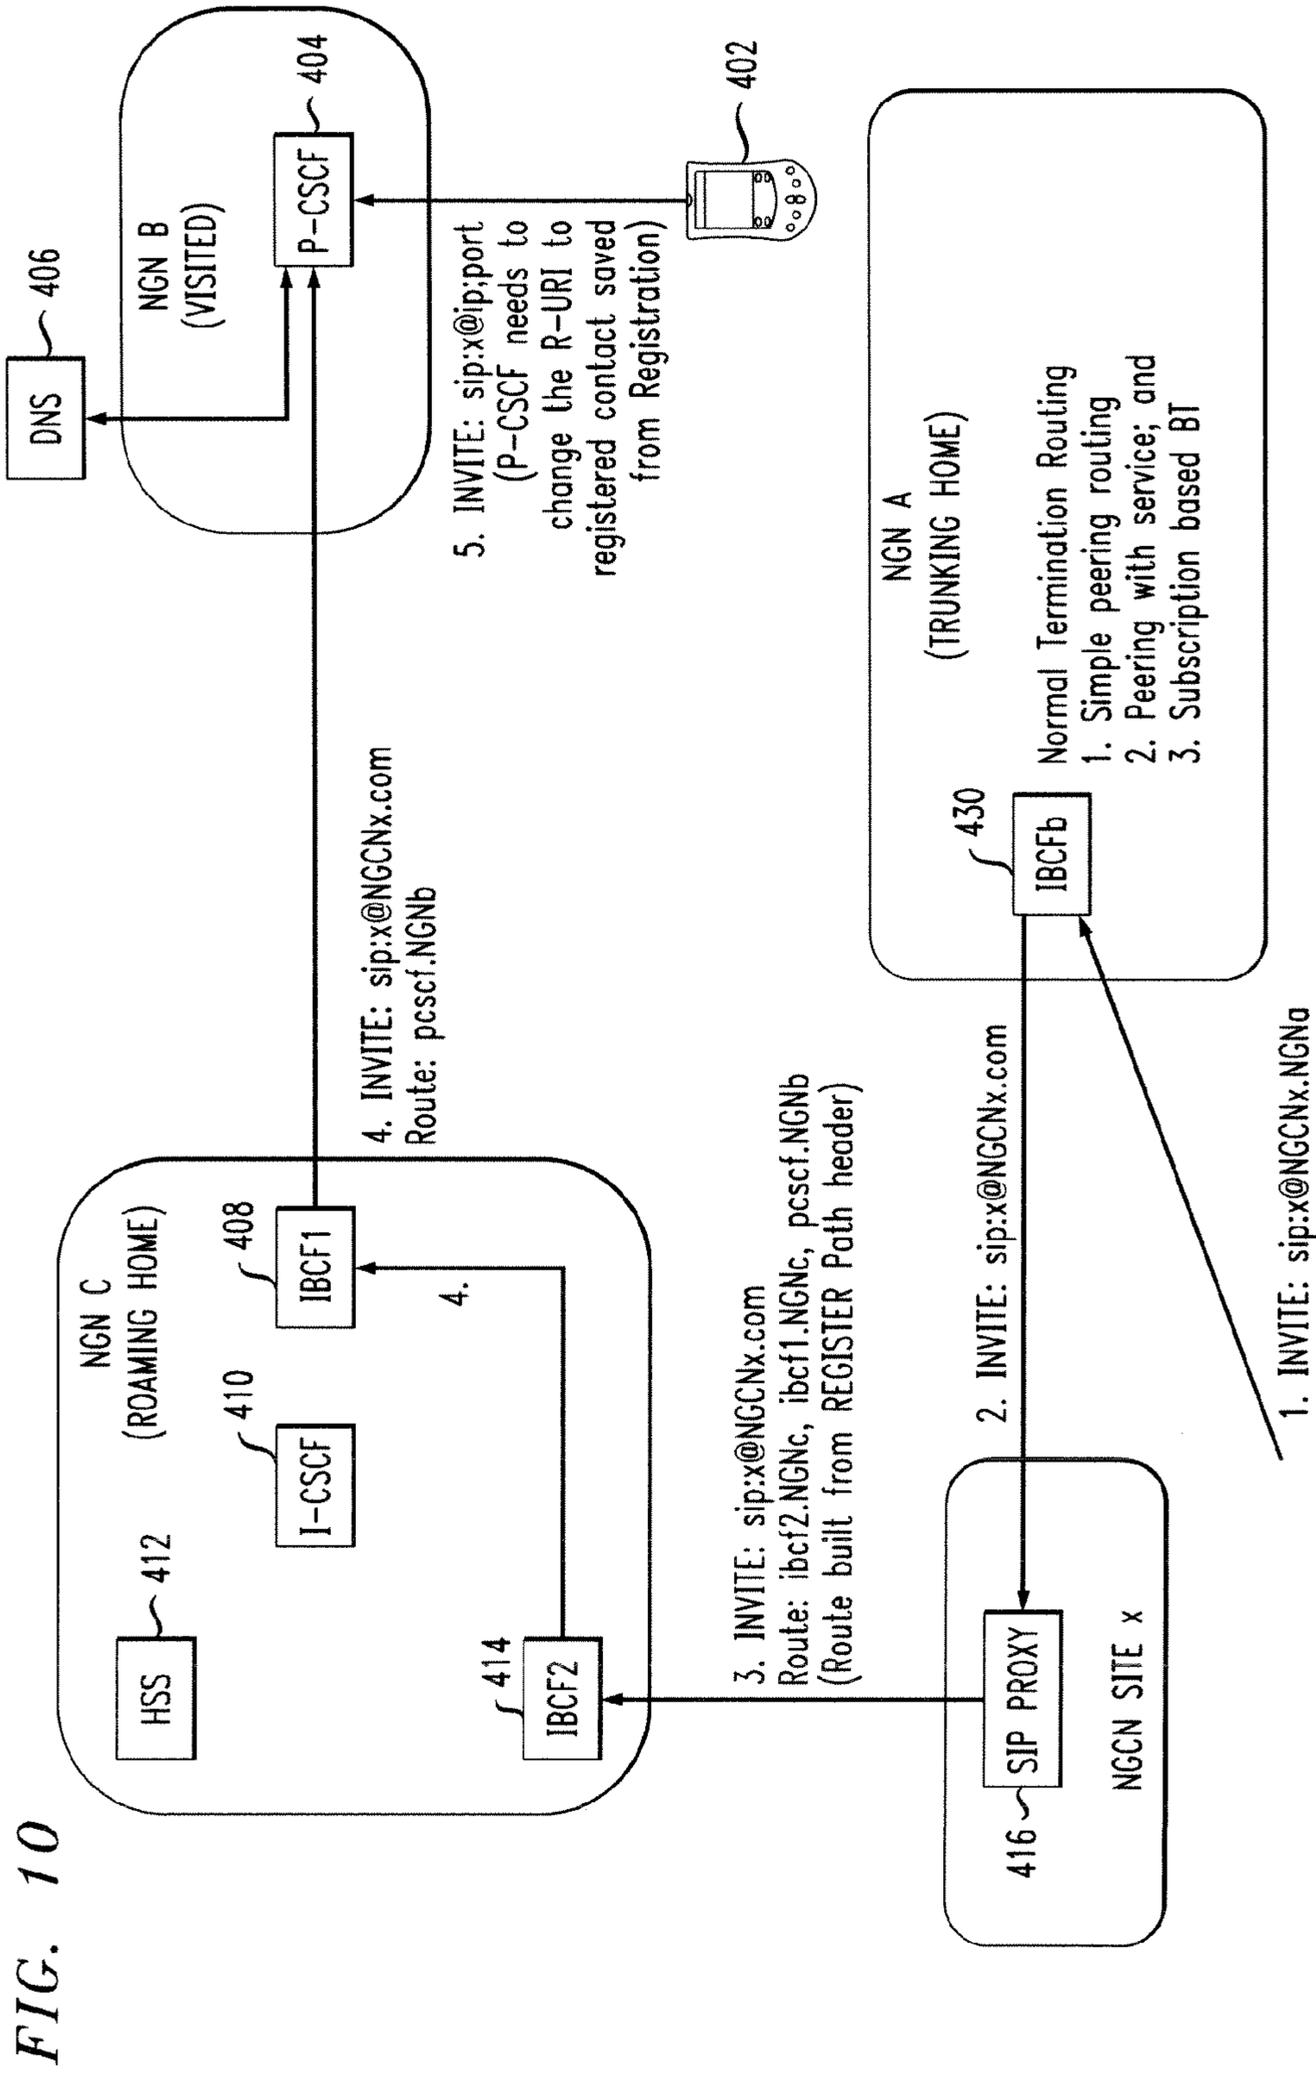 FIG. 10
NGN C
(ROAMING HOME)
HSS
412
I-CSCF
410
IBCF1
408
IBCF2
414
4.
DNS
406
NGN B
(VISITED)
P-CSCF
404
4. INVITE: sip:x@NGCNx.com
Route: pcscf.NGNb
5. INVITE: sip:x@ip;port
(P-CSCF needs to
change the R-URI to
registered contact saved
from Registration)
402
3. INVITE: sip:x@NGCNx.com
Route: ibcf2.NGNc, ibcf1.NGNc, pcscf.NGNb
(Route built from REGISTER Path header)
416
SIP PROXY
NGCN SITE x
2. INVITE: sip:x@NGCNx.com
NGN A
(TRUNKING HOME)
430
IBCFb
Normal Termination Routing
1. Simple peering routing
2. Peering with service; and
3. Subscription based BT
1. INVITE: sip:x@NGCNx.NGNa